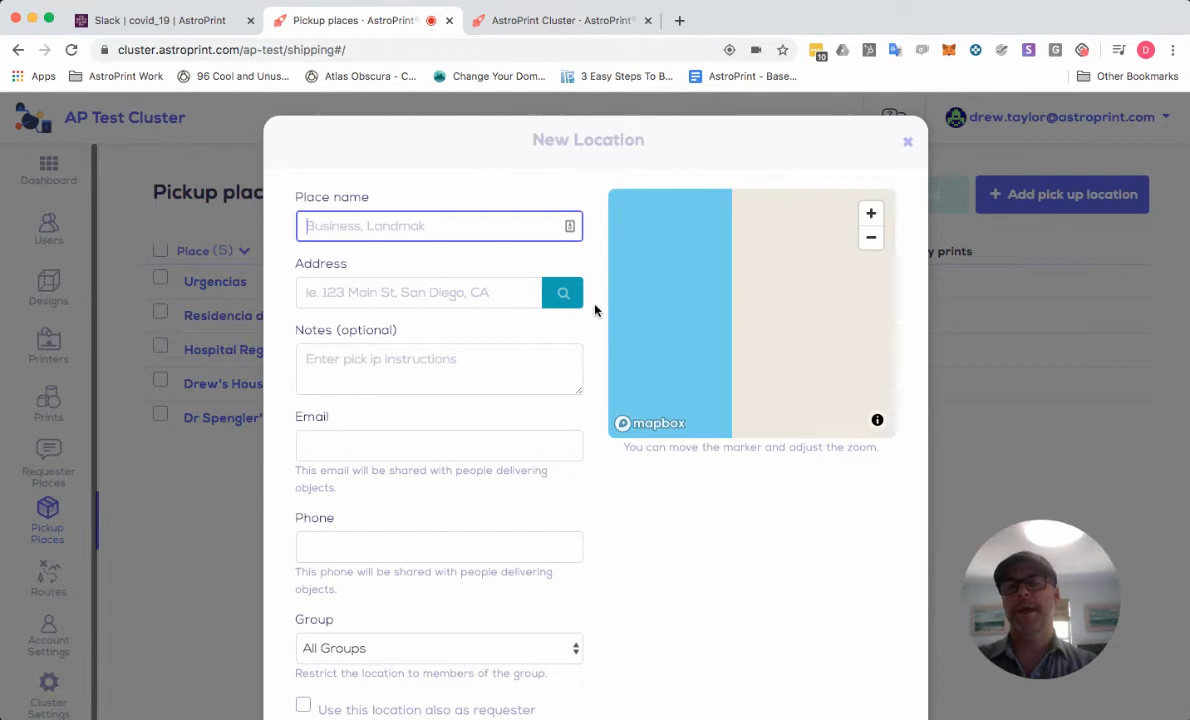 Slack | covid_19 | AstroPrint
Pickup places · AstroPrint®
AstroPrint Cluster · AstroPrint®
cluster.astroprint.com/ap-test/shipping#/
10
S
G
D
Apps
AstroPrint Work
96 Cool and Unus...
Atlas Obscura - C...
Change Your Dom...
3 Easy Steps To B...
AstroPrint - Base...
Other Bookmarks
AP Test Cluster
drew.taylor@astroprint.com
New Location
Dashboard
Users
Designs
Printers
Prints
Requester
Places
Pickup
Places
Routes
Account
Settings
Cluster
Settings
Pickup plac
+ Add pick up location
Place (5)
y prints
Urgencias
Residencia d
Hospital Reg
Drew's Hous
Dr Spengler'
Place name
Business, Landmak
Address
ie. 123 Main St, San Diego, CA
Notes (optional)
Enter pick ip instructions
Email
This email will be shared with people delivering
objects.
Phone
This phone will be shared with people delivering
objects.
Group
All Groups
Restrict the location to members of the group.
Use this location also as requester
mapbox
You can move the marker and adjust the zoom.